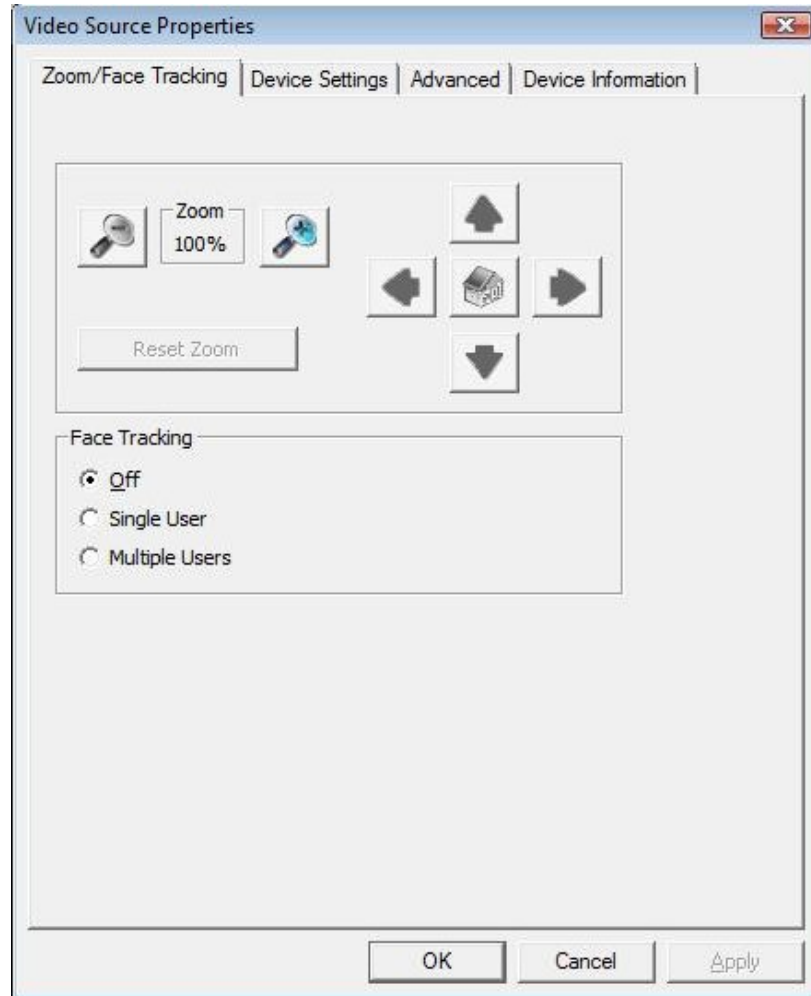 Video Source Properties
Zoom/Face Tracking Device Settings Advanced Device Information
Zoom
100%
Reset Zoom
Face Tracking
Off
Single User
Multiple Users
OK Cancel Apply